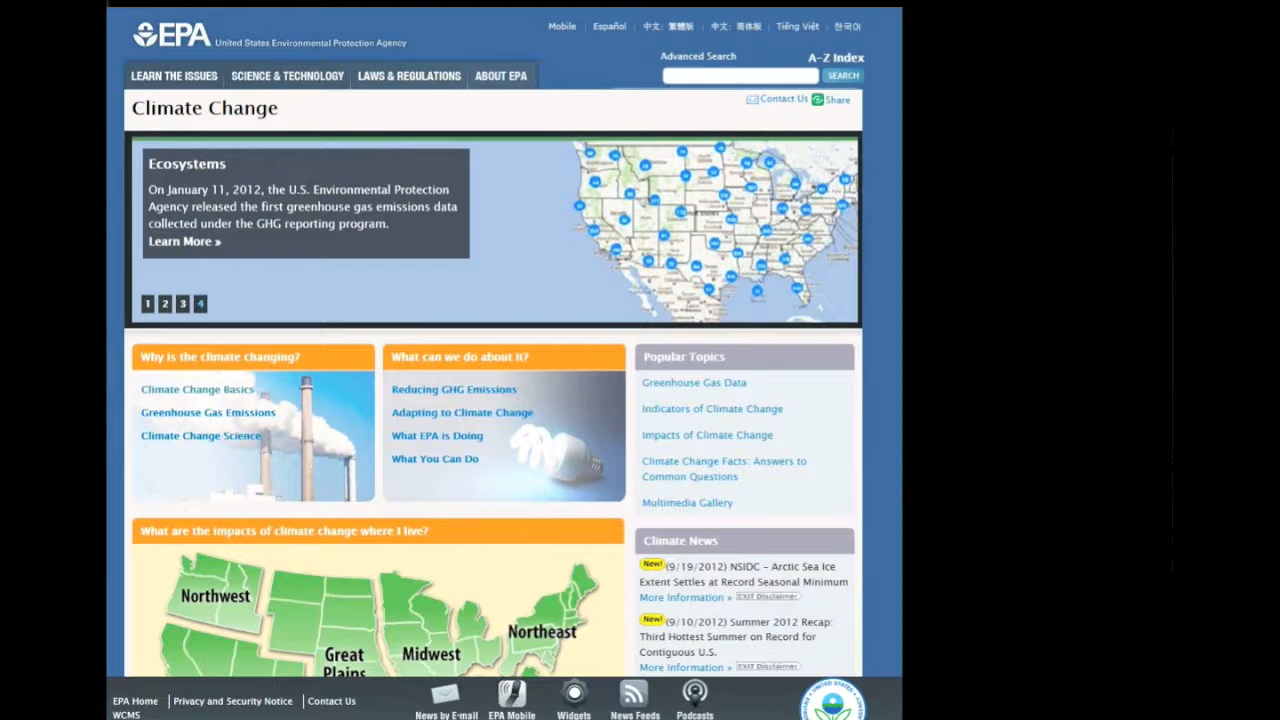 EPA United States Environmental Protection Agency
Mobile Español 中文: 繁體版 中文: 简体版 Tiếng Việt 한국어
Advanced Search A-Z Index
SEARCH
LEARN THE ISSUES SCIENCE & TECHNOLOGY LAWS & REGULATIONS ABOUT EPA
Contact Us Share
Climate Change
Ecosystems
On January 11, 2012, the U.S. Environmental Protection
Agency released the first greenhouse gas emissions data
collected under the GHG reporting program.
Learn More »
1 2 3 4
Why is the climate changing?
Climate Change Basics
Greenhouse Gas Emissions
Climate Change Science
What can we do about it?
Reducing GHG Emissions
Adapting to Climate Change
What EPA is Doing
What You Can Do
Popular Topics
Greenhouse Gas Data
Indicators of Climate Change
Impacts of Climate Change
Climate Change Facts: Answers to
Common Questions
Multimedia Gallery
What are the impacts of climate change where I live?
Northwest
Great
Plains
Midwest
Northeast
Climate News
New! (9/19/2012) NSIDC – Arctic Sea Ice
Extent Settles at Record Seasonal Minimum
More Information » EXIT Disclaimer
New! (9/10/2012) Summer 2012 Recap:
Third Hottest Summer on Record for
Contiguous U.S.
More Information » EXIT Disclaimer
EPA Home Privacy and Security Notice Contact Us
WCMS
News by E-mail EPA Mobile Widgets News Feeds Podcasts
UNITED STATES